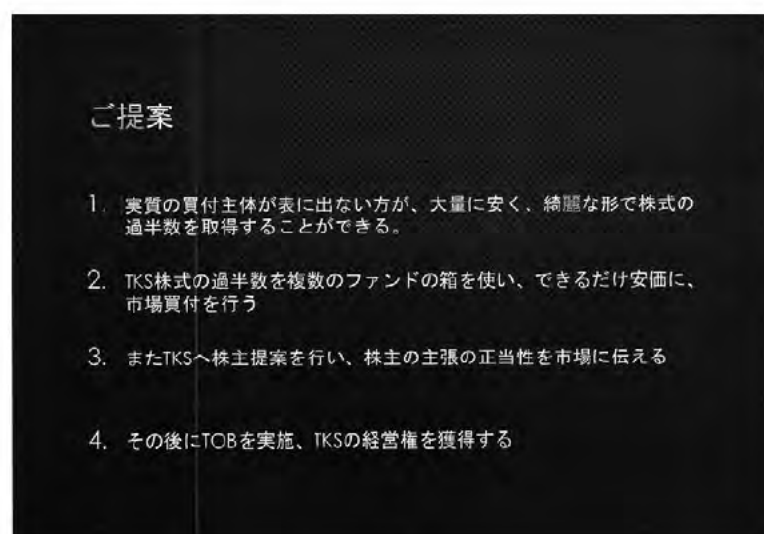 ご提案
1. 実質の買付主体が表に出ない方が、大量に安く、綺麗な形で株式の
過半数を取得することができる。
2. TKS株式の過半数を複数のファンドの箱を使い、できるだけ安価に、
市場買付を行う
3. またTKSへ株主提案を行い、株主の主張の正当性を市場に伝える
4. その後にTOBを実施、TKSの経営権を獲得する